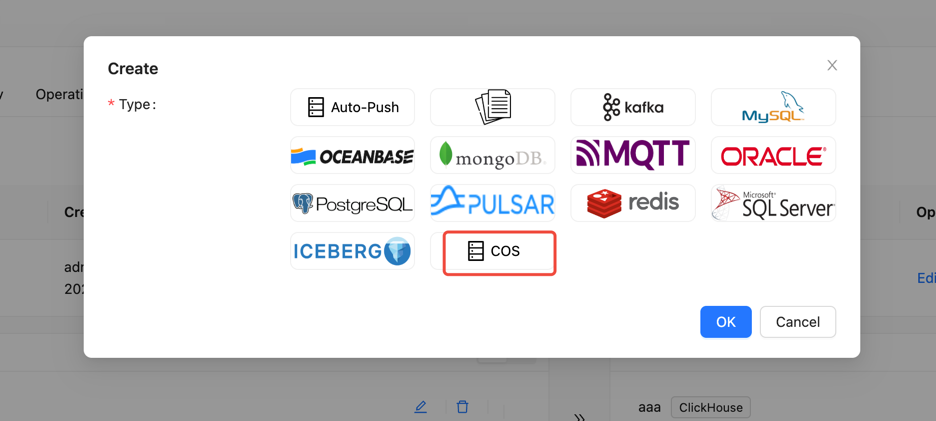 Create
* Type:
Auto-Push
kafka
MySQL
OCEANBASE
mongoDB
MQTT
ORACLE
PostgreSQL
PULSAR
redis
Microsoft
SQL Server
ICEBERG
COS
OK
Cancel
y
Operati
Cre
Op
adr
202
Edi
aaa
ClickHouse